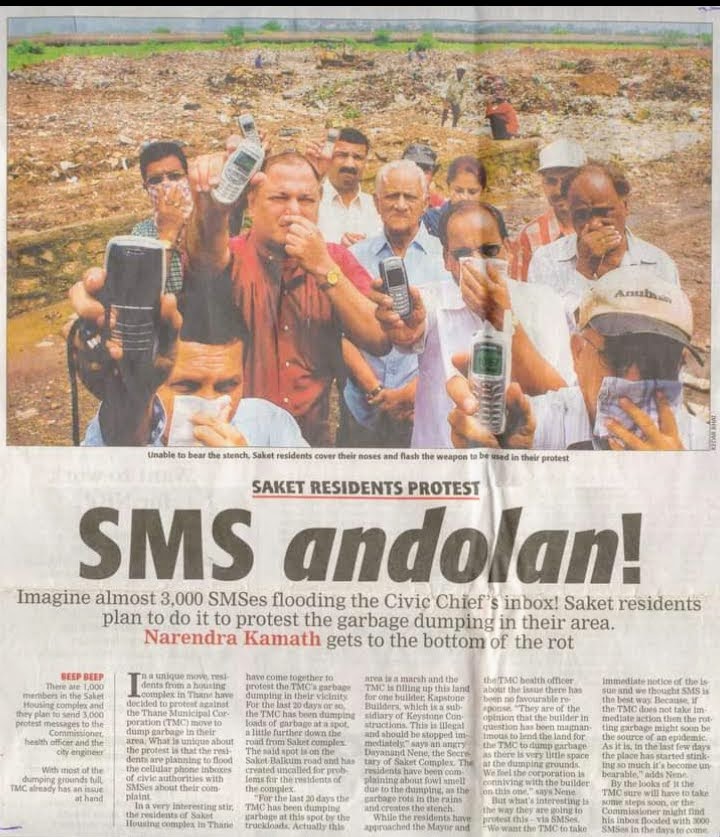 Anubhav
KEDAR BHAT
Unable to bear the stench, Saket residents cover their noses and flash the weapon to be used in their protest
SAKET RESIDENTS PROTEST
SMS andolan!
Imagine almost 3,000 SMSes flooding the Civic Chief's inbox! Saket residents
plan to do it to protest the garbage dumping in their area.
Narendra Kamath gets to the bottom of the rot
BEEP BEEP
There are 1,000
members in the Saket
Housing complex and
they plan to send 3,000
protest messages to the
Commissioner,
health officer and the
city engineer
With most of the
dumping grounds full,
TMC already has an issue
at hand
In a unique move, resi-
dents from a housing
complex in Thane have
decided to protest against
the Thane Municipal Cor-
poration (TMC) move to
dump garbage in their
area. What is unique about
the protest is that the resi-
dents are planning to flood
the cellular phone inboxes
of civic authorities with
SMSes about their com-
plaint.
In a very interesting stir,
the residents of Saket
Housing complex in Thane
have come together to
protest the TMC's garbage
dumping in their vicinity.
For the last 20 days or so,
the TMC has been dumping
loads of garbage at a spot,
a little further down the
road from Saket complex.
The said spot is on the
Saket Balkum road and has
created uncalled for prob-
lems for the residents of
the complex.
"For the last 20 days the
TMC has been dumping
garbage at this spot by the
truckloads. Actually this
area is a marsh and the
TMC is filling up this land
for one builder, Kapstone
Builders, which is a sub-
sidiary of Keystone Con-
structions. This is illegal
and should be stopped im-
mediately," says an angry
Dayanand Nene, the Secre-
tary of Saket Complex. The
residents have been com-
plaining about fowl smell
due to the dumping, as the
garbage rots in the rain
and creates the stench.
While the residents have
approached the Mayor and
the TMC health officer
about the issue there has
been no favourable re-
sponse. "They are of the
opinion that the builder in
question has been magnan-
imous to lend the land for
the TMC to dump garbage
as there is very little space
at the dumping grounds.
We feel the corporation is
conniving with the builder
on this one," says Nene.
But what's interesting is
the way they are going to
protest this – via SMSes.
"We want the TMC to take
immediate notice of the is-
sue and we thought SMS is
the best way. Because, if
the TMC does not take im-
mediate action then the rot-
ting garbage might soon be
the source of an epidemic.
As it is, in the last few days
the place has started stink-
ing so much it's become un-
bearable," adds Nene.
By the looks of it the
TMC sure will have to take
some steps soon, or the
Commissioner might find
his inbox flooded with 3000
SMSes in the days to come.